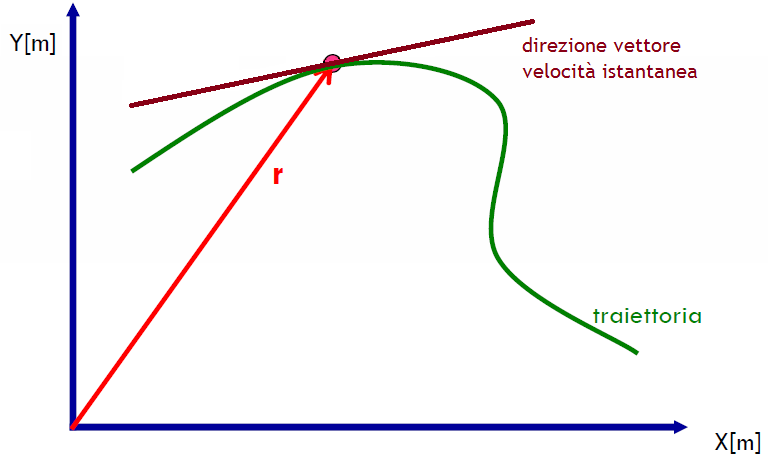 Y[m]
direzione vettore
velocità istantanea
r
traiettoria
X[m]